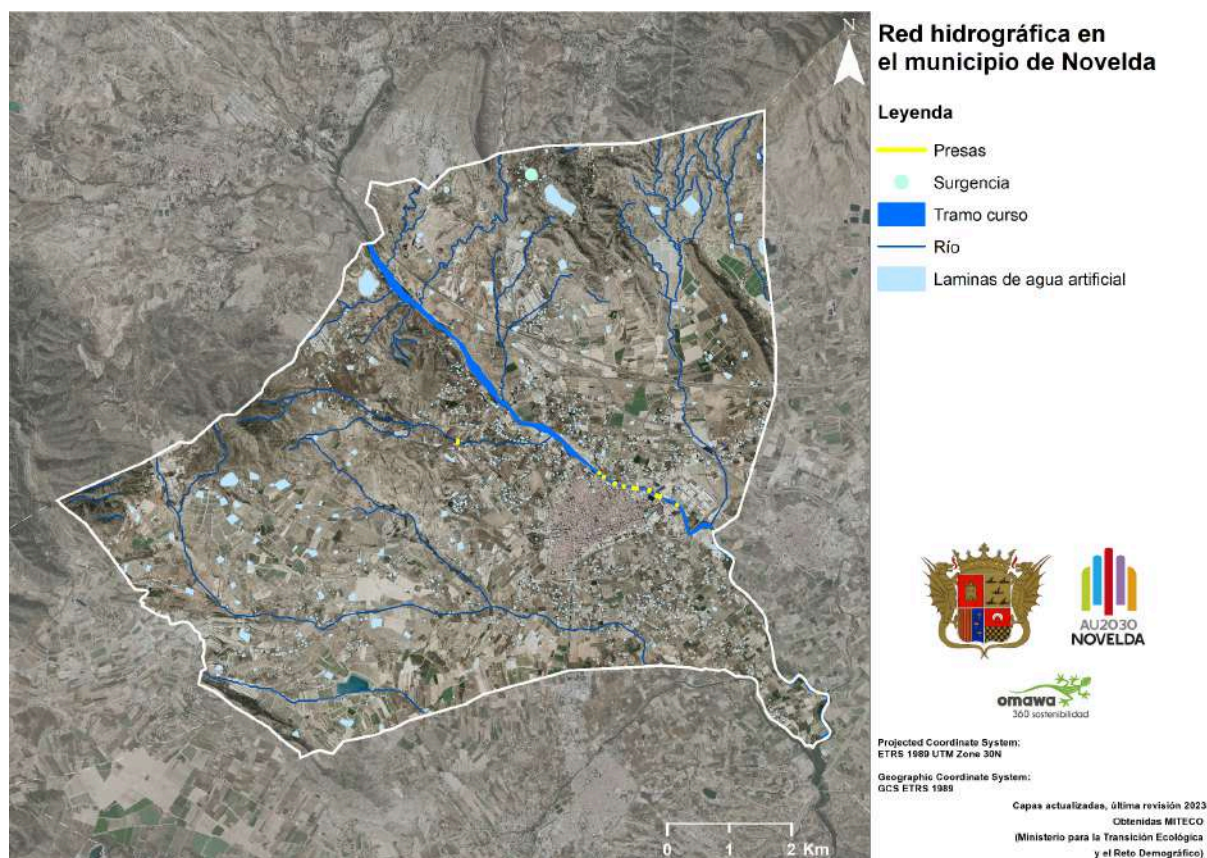 N
Red hidrográfica en
el municipio de Novelda
Leyenda
Presas
Surgencia
Tramo curso
Río
Laminas de agua artificial
AU2030
NOVELDA
omawa
360 sostenibilidad
Projected Coordinate System:
ETRS 1989 UTM Zone 30N
Geographic Coordinate System:
GCS ETRS 1989
Capas actualizadas, última revisión 2023
Obtenidas MITECO
(Ministerio para la Transición Ecológica
y el Reto Demográfico)
0 1 2 Km